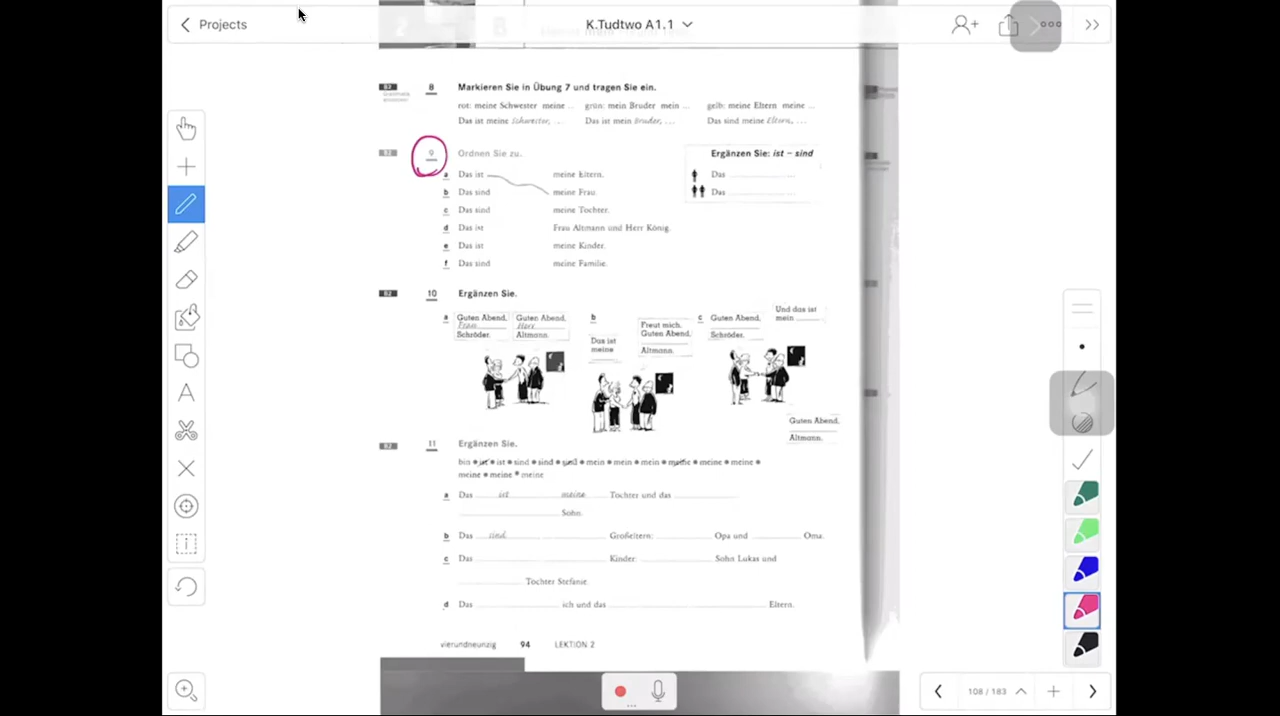 Projects
K.Tudtwo A1.1
B2 8 Markieren Sie in Übung 7 und tragen Sie ein.
rot: meine Schwester meine ... grün: mein Bruder mein ... gelb: meine Eltern meine ...
Das ist meine Schwester, ... Das ist mein Bruder, ... Das sind meine Eltern, ...
B2 9 Ordnen Sie zu.
a Das ist meine Eltern.
b Das sind meine Frau.
c Das sind meine Tochter.
d Das ist Frau Altmann und Herr König.
e Das ist meine Kinder.
f Das sind meine Familie.
Ergänzen Sie: ist – sind
Das
Das
B2 10 Ergänzen Sie.
a Guten Abend,
Frau
Schröder.
Guten Abend,
Herr
Altmann.
b Das ist
meine
Freut mich.
Guten Abend,
Altmann.
c Guten Abend,
Schröder.
Und das ist
mein
Guten Abend,
Altmann.
B2 11 Ergänzen Sie.
bin * ist * ist * sind * sind * sind * mein * mein * mein * meine * meine * meine *
meine * meine * meine
a Das ist meine Tochter und das
Sohn.
b Das sind Großeltern: Opa und Oma.
c Das Kinder: Sohn Lukas und
Tochter Stefanie.
d Das ich und das Eltern.
vierundneunzig 94 LEKTION 2
108 / 183